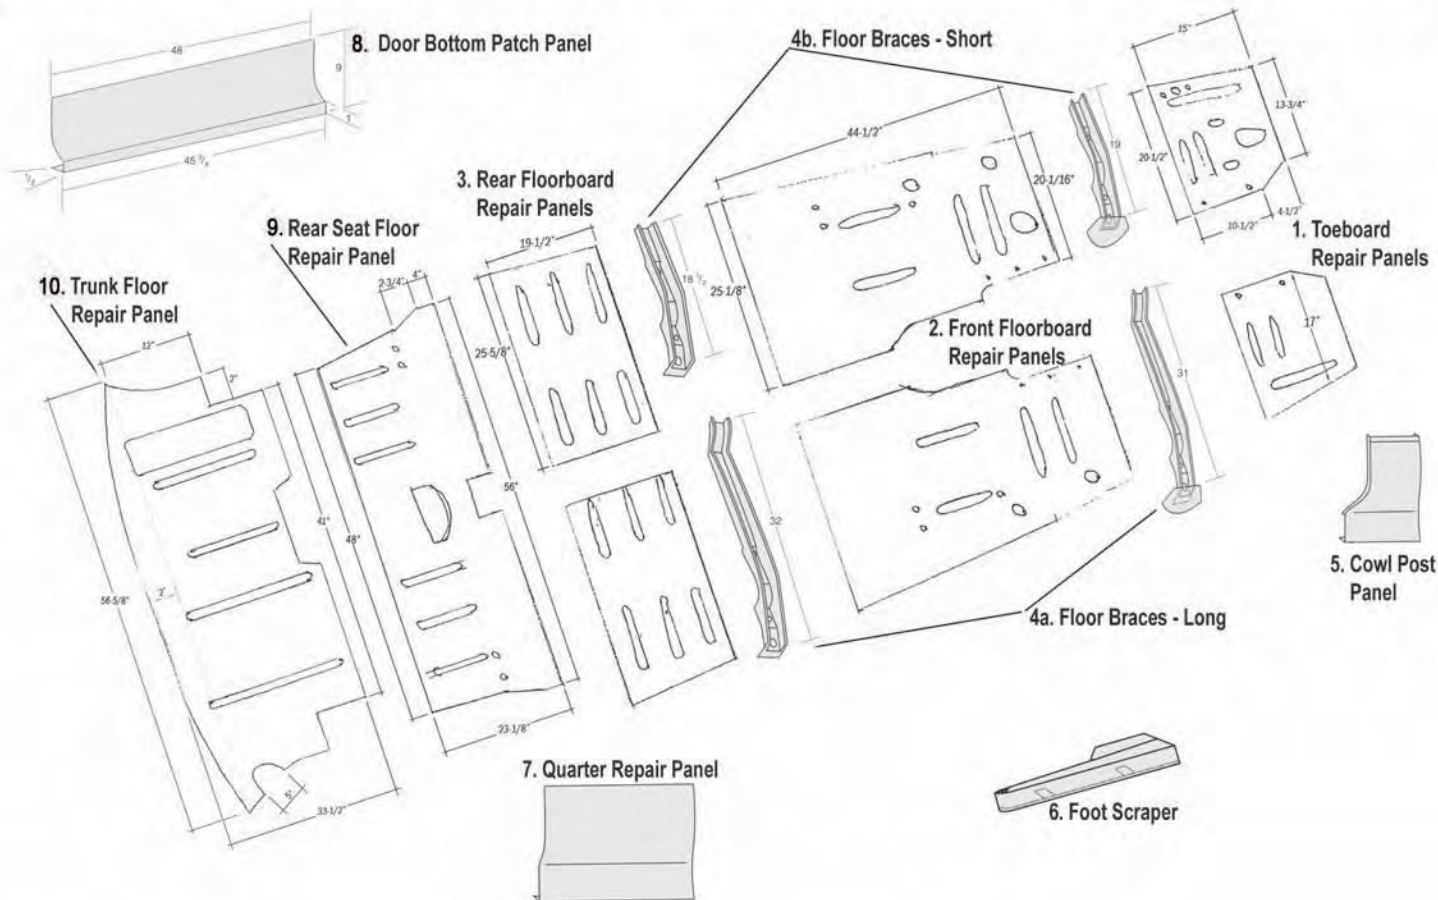 8. Door Bottom Patch Panel
48
9
1
46 3/4
1/2
4b. Floor Braces - Short
15"
13-3/4"
20-1/2"
10-1/2"
4-1/2"
1. Toeboard
Repair Panels
17"
19
44-1/2"
20-1/16"
25-1/8"
2. Front Floorboard
Repair Panels
31
4a. Floor Braces - Long
3. Rear Floorboard
Repair Panels
19-1/2"
25-5/8"
18 1/2
32
9. Rear Seat Floor
Repair Panel
2-3/4"
4"
56"
48"
23-1/8"
10. Trunk Floor
Repair Panel
12"
41"
56-5/8"
5"
33-1/2"
5. Cowl Post
Panel
6. Foot Scraper
7. Quarter Repair Panel